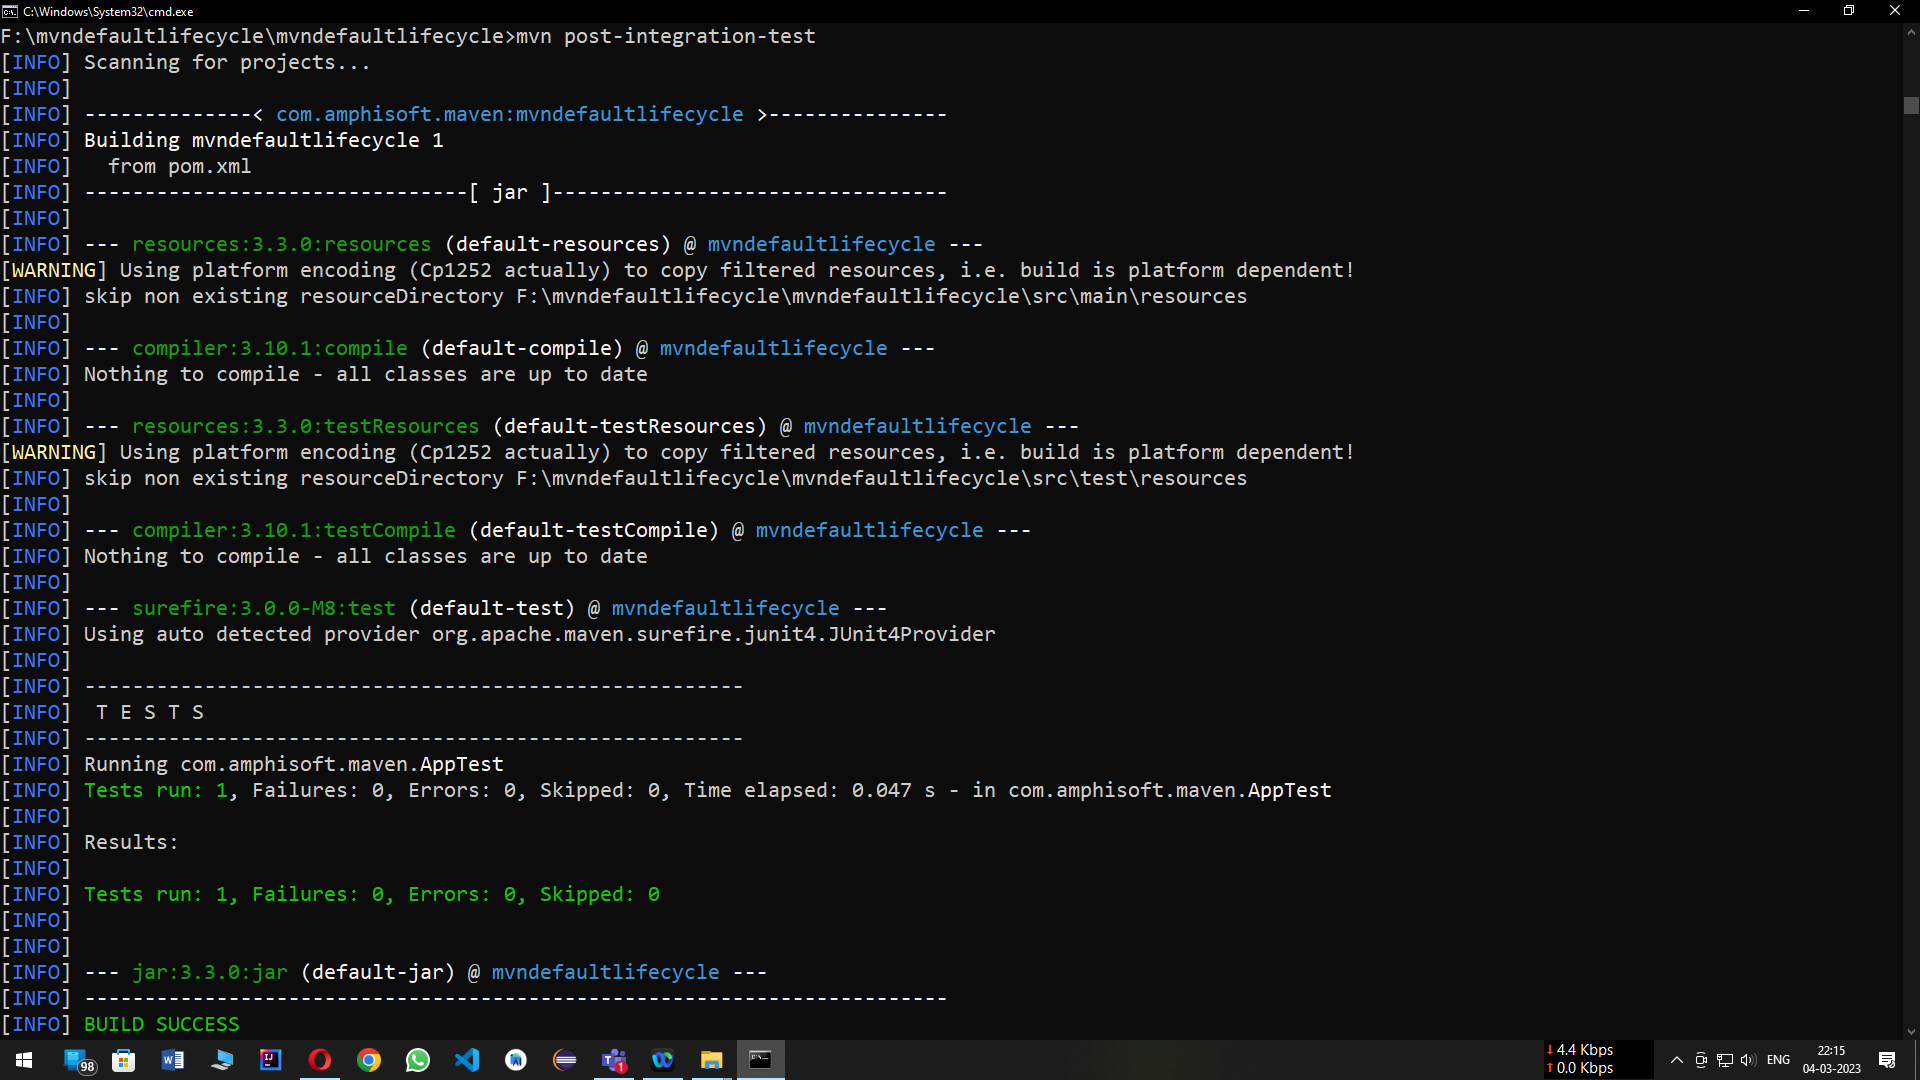 C:\Windows\System32\cmd.exe
F:\mvndefaultlifecycle\mvndefaultlifecycle>mvn post-integration-test
[INFO] Scanning for projects...
[INFO]
[INFO] --------------< com.amphisoft.maven:mvndefaultlifecycle >---------------
[INFO] Building mvndefaultlifecycle 1
[INFO]   from pom.xml
[INFO] --------------------------------[ jar ]---------------------------------
[INFO]
[INFO] --- resources:3.3.0:resources (default-resources) @ mvndefaultlifecycle ---
[WARNING] Using platform encoding (Cp1252 actually) to copy filtered resources, i.e. build is platform dependent!
[INFO] skip non existing resourceDirectory F:\mvndefaultlifecycle\mvndefaultlifecycle\src\main\resources
[INFO]
[INFO] --- compiler:3.10.1:compile (default-compile) @ mvndefaultlifecycle ---
[INFO] Nothing to compile - all classes are up to date
[INFO]
[INFO] --- resources:3.3.0:testResources (default-testResources) @ mvndefaultlifecycle ---
[WARNING] Using platform encoding (Cp1252 actually) to copy filtered resources, i.e. build is platform dependent!
[INFO] skip non existing resourceDirectory F:\mvndefaultlifecycle\mvndefaultlifecycle\src\test\resources
[INFO]
[INFO] --- compiler:3.10.1:testCompile (default-testCompile) @ mvndefaultlifecycle ---
[INFO] Nothing to compile - all classes are up to date
[INFO]
[INFO] --- surefire:3.0.0-M8:test (default-test) @ mvndefaultlifecycle ---
[INFO] Using auto detected provider org.apache.maven.surefire.junit4.JUnit4Provider
[INFO]
[INFO] -------------------------------------------------------
[INFO]  T E S T S
[INFO] -------------------------------------------------------
[INFO] Running com.amphisoft.maven.AppTest
[INFO] Tests run: 1, Failures: 0, Errors: 0, Skipped: 0, Time elapsed: 0.047 s - in com.amphisoft.maven.AppTest
[INFO]
[INFO] Results:
[INFO]
[INFO] Tests run: 1, Failures: 0, Errors: 0, Skipped: 0
[INFO]
[INFO]
[INFO] --- jar:3.3.0:jar (default-jar) @ mvndefaultlifecycle ---
[INFO] ------------------------------------------------------------------------
[INFO] BUILD SUCCESS
98
1
4.4 Kbps
0.0 Kbps
ENG
22:15
04-03-2023